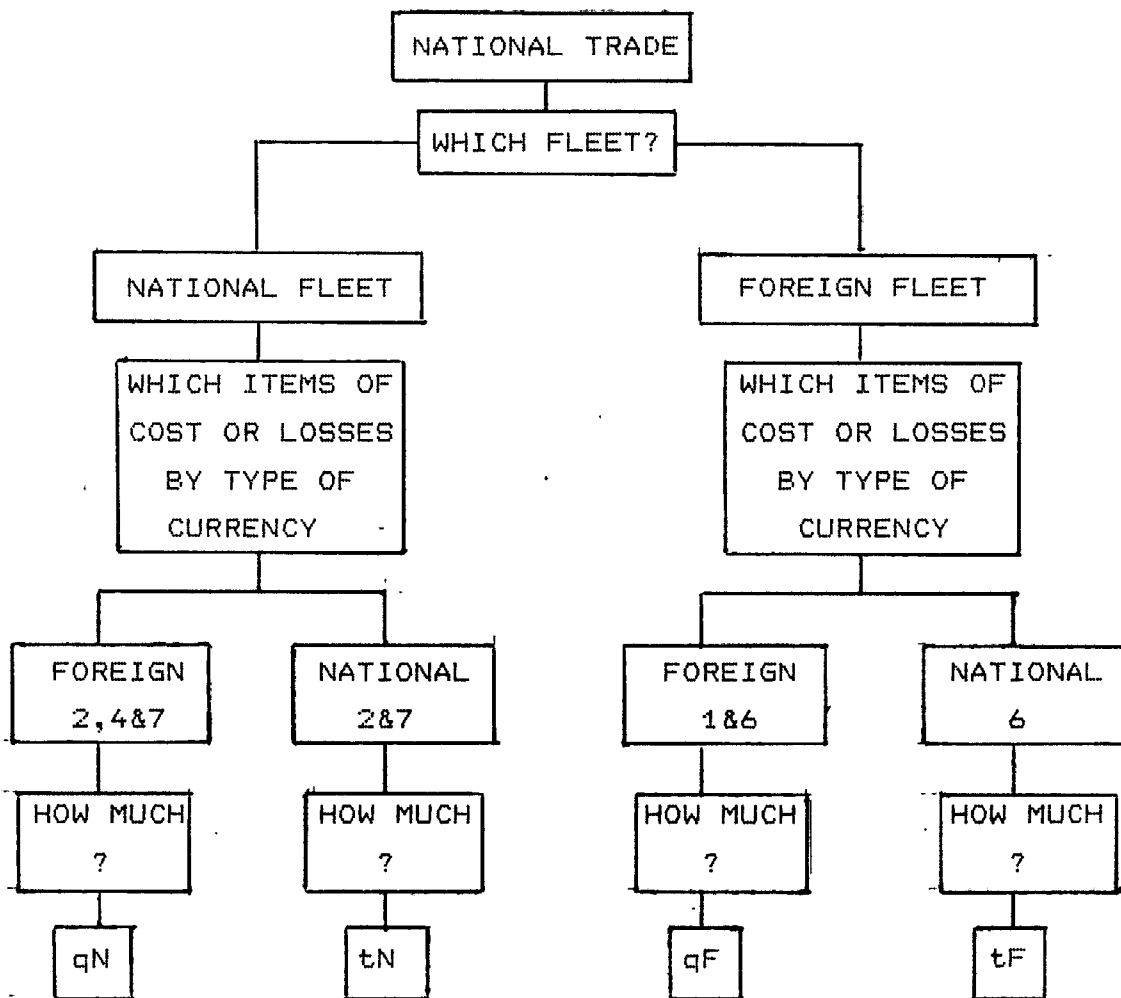 NATIONAL TRADE
WHICH FLEET?
NATIONAL FLEET
FOREIGN FLEET
WHICH ITEMS OF
COST OR LOSSES
BY TYPE OF
CURRENCY
WHICH ITEMS OF
COST OR LOSSES
BY TYPE OF
CURRENCY
FOREIGN
2,4&7
NATIONAL
2&7
FOREIGN
1&6
NATIONAL
6
HOW MUCH
?
HOW MUCH
?
HOW MUCH
?
HOW MUCH
?
qN
tN
qF
tF